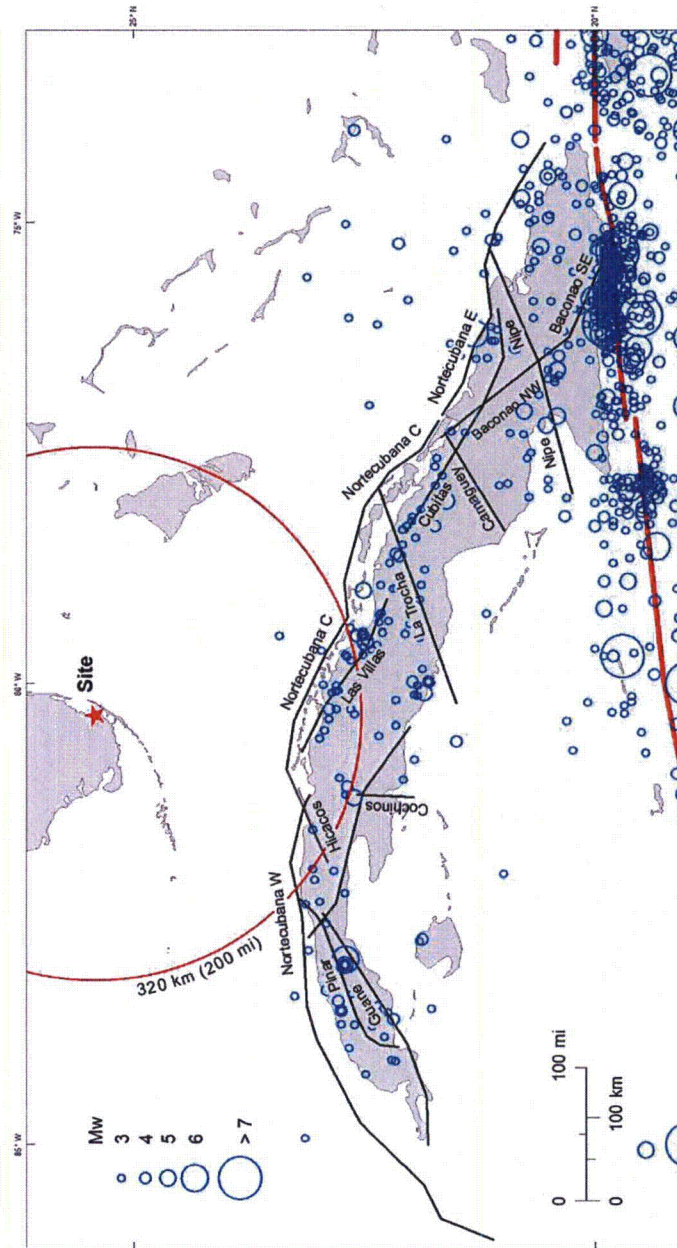 25° N
20° N
75° W
80° W
85° W
Site
320 km (200 mi)
Nortecubana W
Hicacos
Nortecubana C
Las Villas
Nortecubana C
Nortecubana E
Cubitas
Camaguey
La Trocha
Baconao NW
Baconao SE
Nipe
Nipe
Cochinos
Pinar
Guane
Mw
3
4
5
6
> 7
0 100 mi
0 100 km